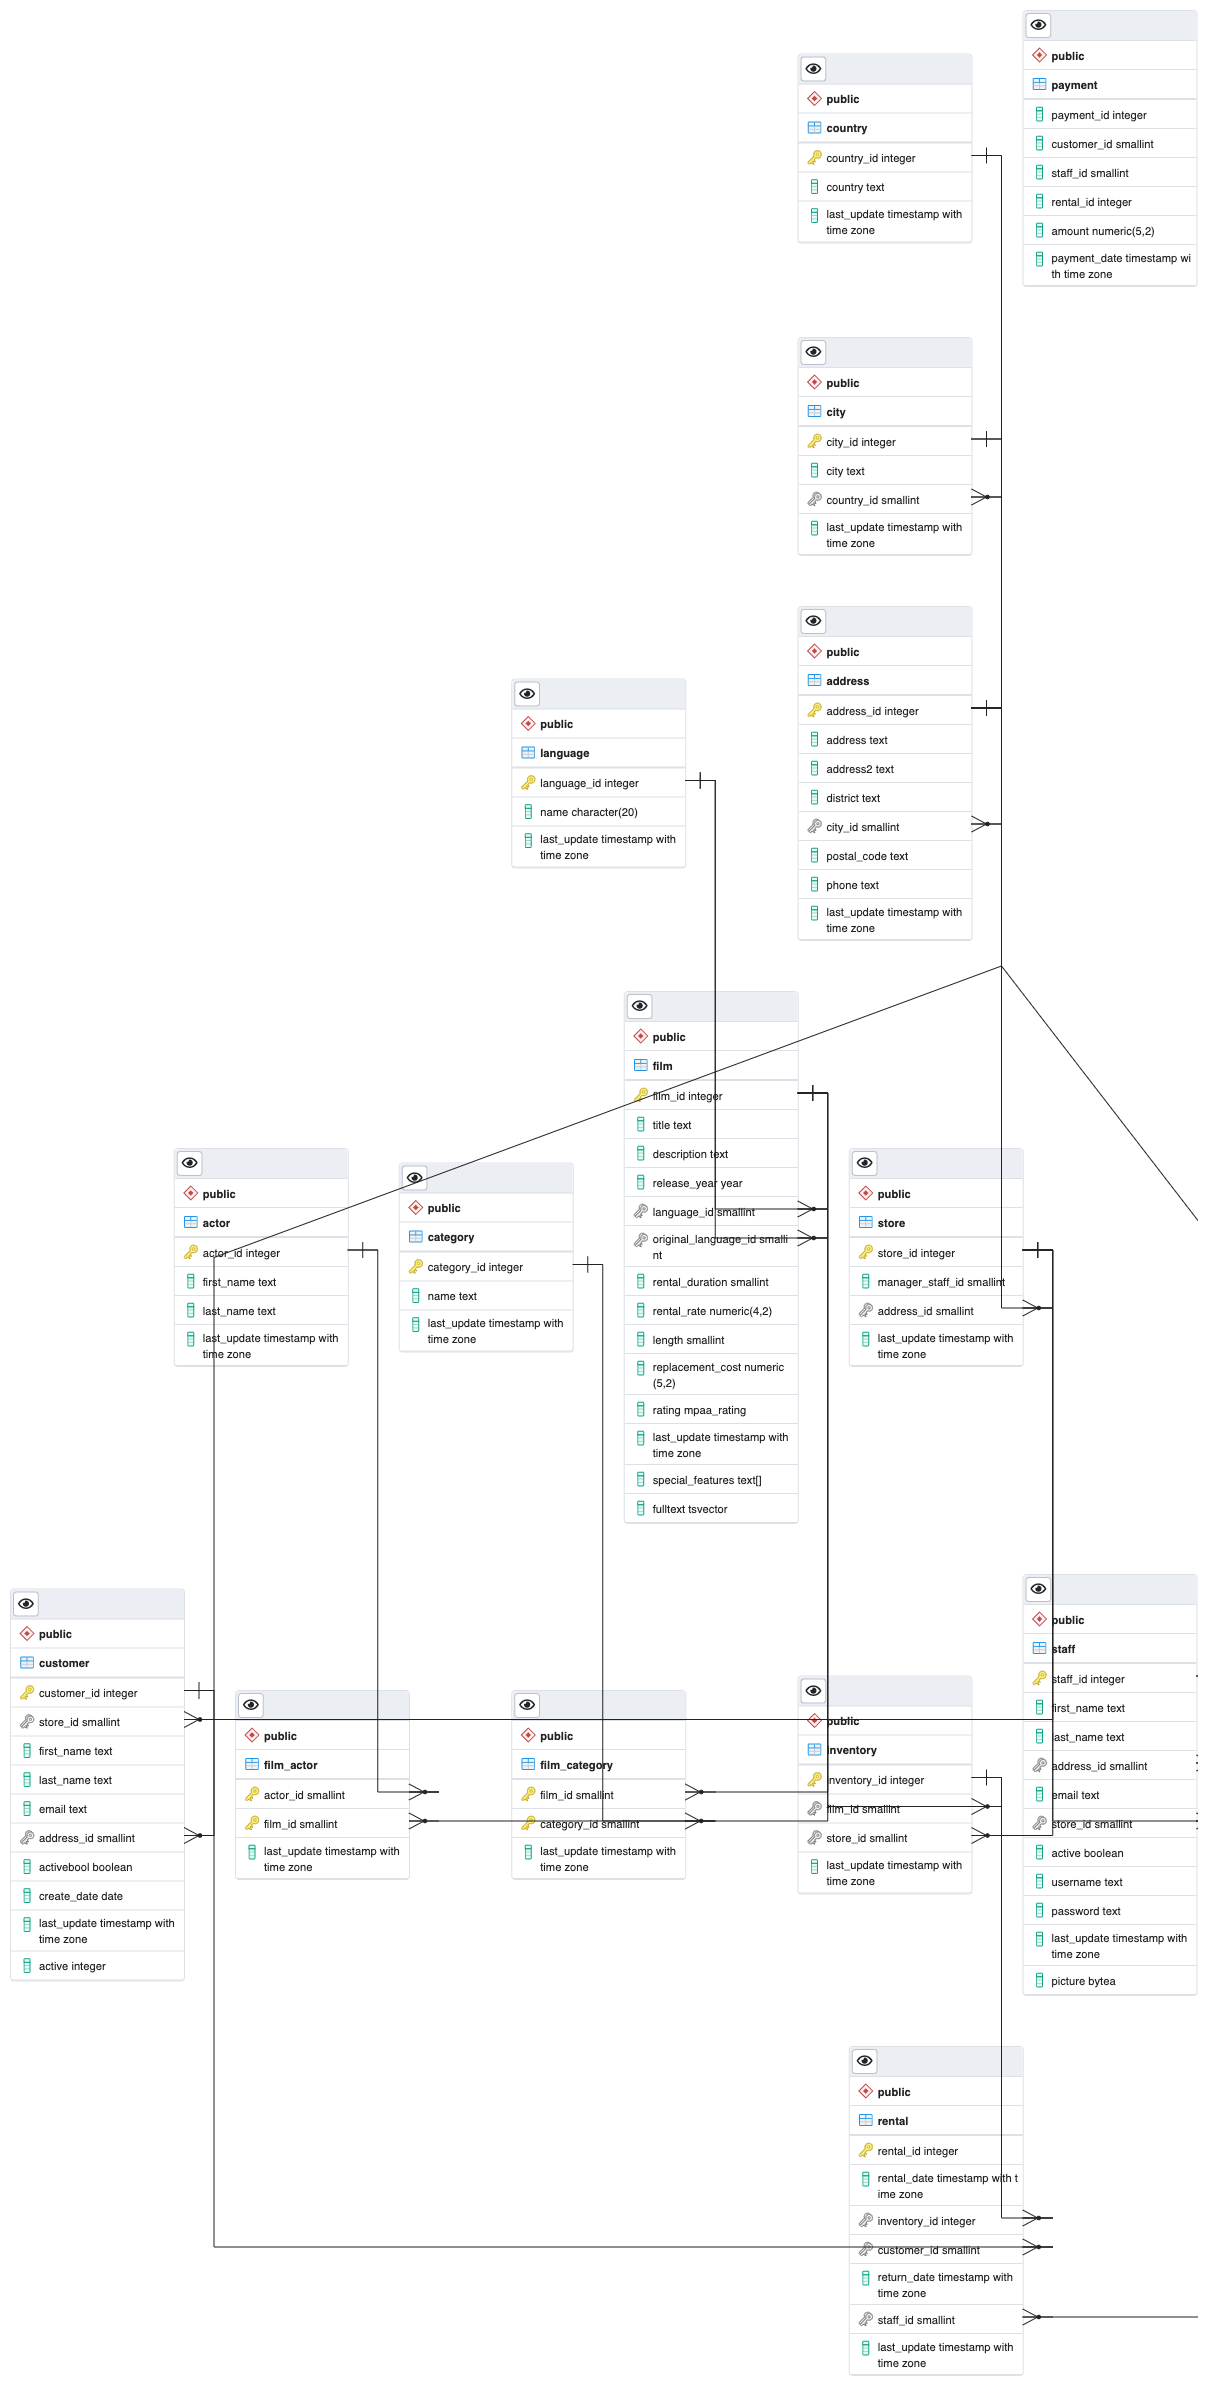 public
payment
payment_id integer
customer_id smallint
staff_id smallint
rental_id integer
amount numeric(5,2)
payment_date timestamp wi
th time zone
public
country
country_id integer
country text
last_update timestamp with
time zone
public
city
city_id integer
city text
country_id smallint
last_update timestamp with
time zone
public
address
address_id integer
address text
address2 text
district text
city_id smallint
postal_code text
phone text
last_update timestamp with
time zone
public
language
language_id integer
name character(20)
last_update timestamp with
time zone
public
film
film_id integer
title text
description text
release_year year
language_id smallint
original_language_id smalli
nt
rental_duration smallint
rental_rate numeric(4,2)
length smallint
replacement_cost numeric
(5,2)
rating mpaa_rating
last_update timestamp with
time zone
special_features text[]
fulltext tsvector
public
actor
actor_id integer
first_name text
last_name text
last_update timestamp with
time zone
public
category
category_id integer
name text
last_update timestamp with
time zone
public
store
store_id integer
manager_staff_id smallint
address_id smallint
last_update timestamp with
time zone
public
customer
customer_id integer
store_id smallint
first_name text
last_name text
email text
address_id smallint
activebool boolean
create_date date
last_update timestamp with
time zone
active integer
public
film_actor
actor_id smallint
film_id smallint
last_update timestamp with
time zone
public
film_category
film_id smallint
category_id smallint
last_update timestamp with
time zone
public
inventory
inventory_id integer
film_id smallint
store_id smallint
last_update timestamp with
time zone
public
staff
staff_id integer
first_name text
last_name text
address_id smallint
email text
store_id smallint
active boolean
username text
password text
last_update timestamp with
time zone
picture bytea
public
rental
rental_id integer
rental_date timestamp with t
ime zone
inventory_id integer
customer_id smallint
return_date timestamp with
time zone
staff_id smallint
last_update timestamp with
time zone